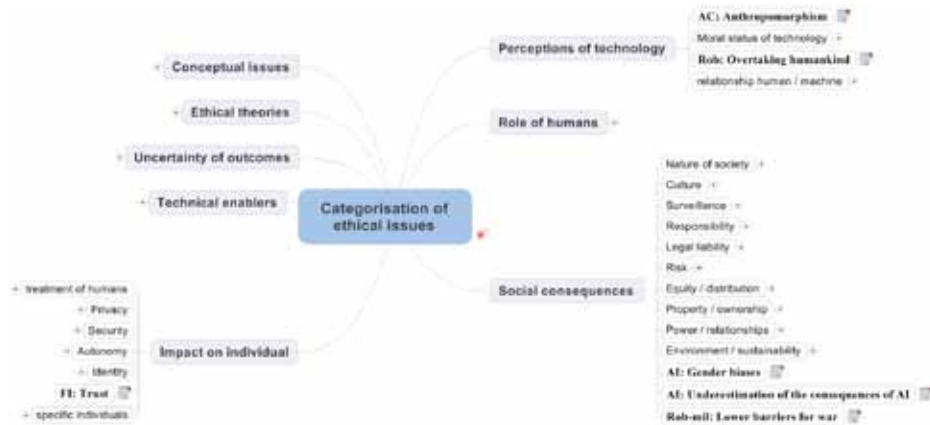 Categorisation of
ethical issues
Conceptual issues
Ethical theories
Uncertainty of outcomes
Technical enablers
Impact on individual
treatment of humans
Privacy
Security
Autonomy
Identity
FI: Trust
specific individuals
Perceptions of technology
AC: Anthropomorphism
Moral status of technology
Rob: Overtaking humankind
relationship human / machine
Role of humans
Social consequences
Nature of society
Culture
Surveillance
Responsibility
Legal liability
Risk
Equity / distribution
Property / ownership
Power / relationships
Environment / sustainability
AI: Gender biases
AI: Underestimation of the consequences of AI
Rob-mil: Lower barriers for war